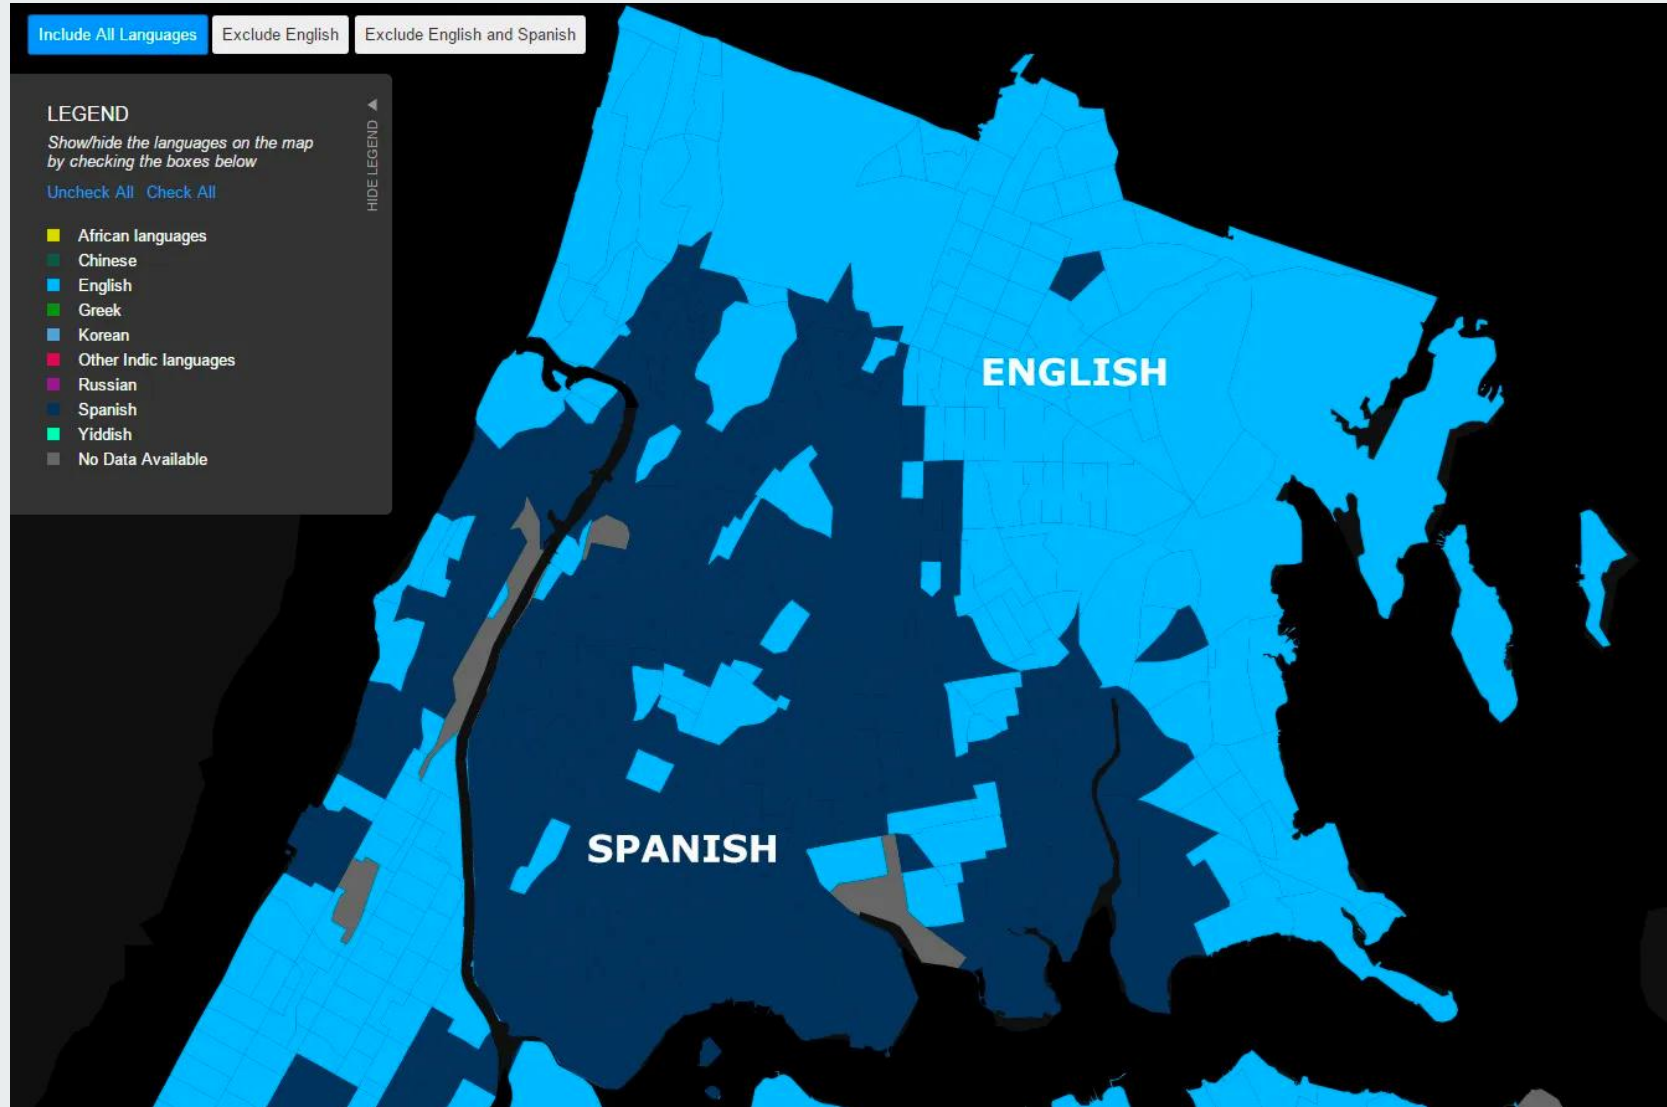 Include All Languages
Exclude English
Exclude English and Spanish
LEGEND
Show/hide the languages on the map
by checking the boxes below
Uncheck All Check All
HIDE LEGEND
African languages
Chinese
English
Greek
Korean
Other Indic languages
Russian
Spanish
Yiddish
No Data Available
ENGLISH
SPANISH